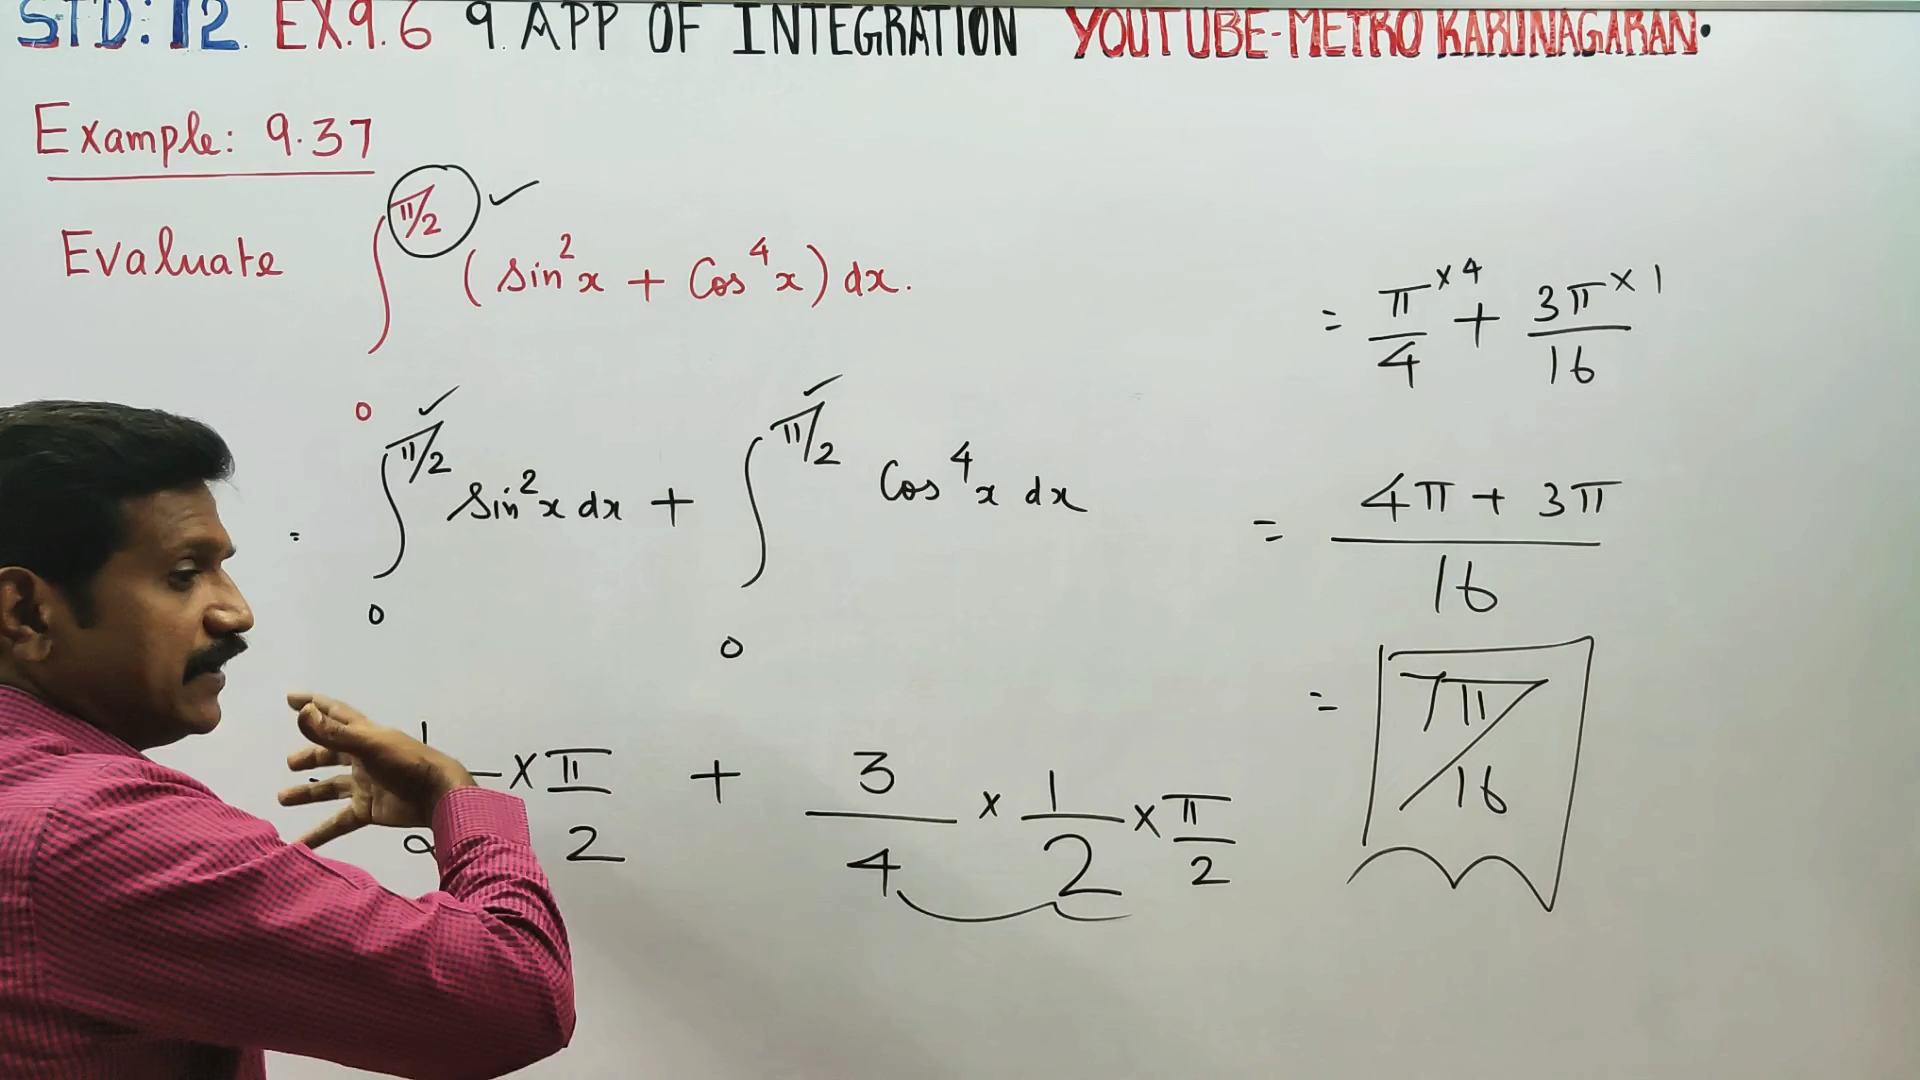 STD: 12. EX.9.6 9. APP OF INTEGRATION YOUTUBE-METRO KARUNAGARAN.
Example: 9.37
Evaluate ∫₀^(π/2) (sin²x + Cos⁴x) dx.
= ∫₀^(π/2) sin²x dx + ∫₀^(π/2) Cos⁴x dx
× π/2 + 3/4 × 1/2 × π/2
= π/4 ×4 + 3π/16 ×1
= (4π + 3π)/16
= 7π/16